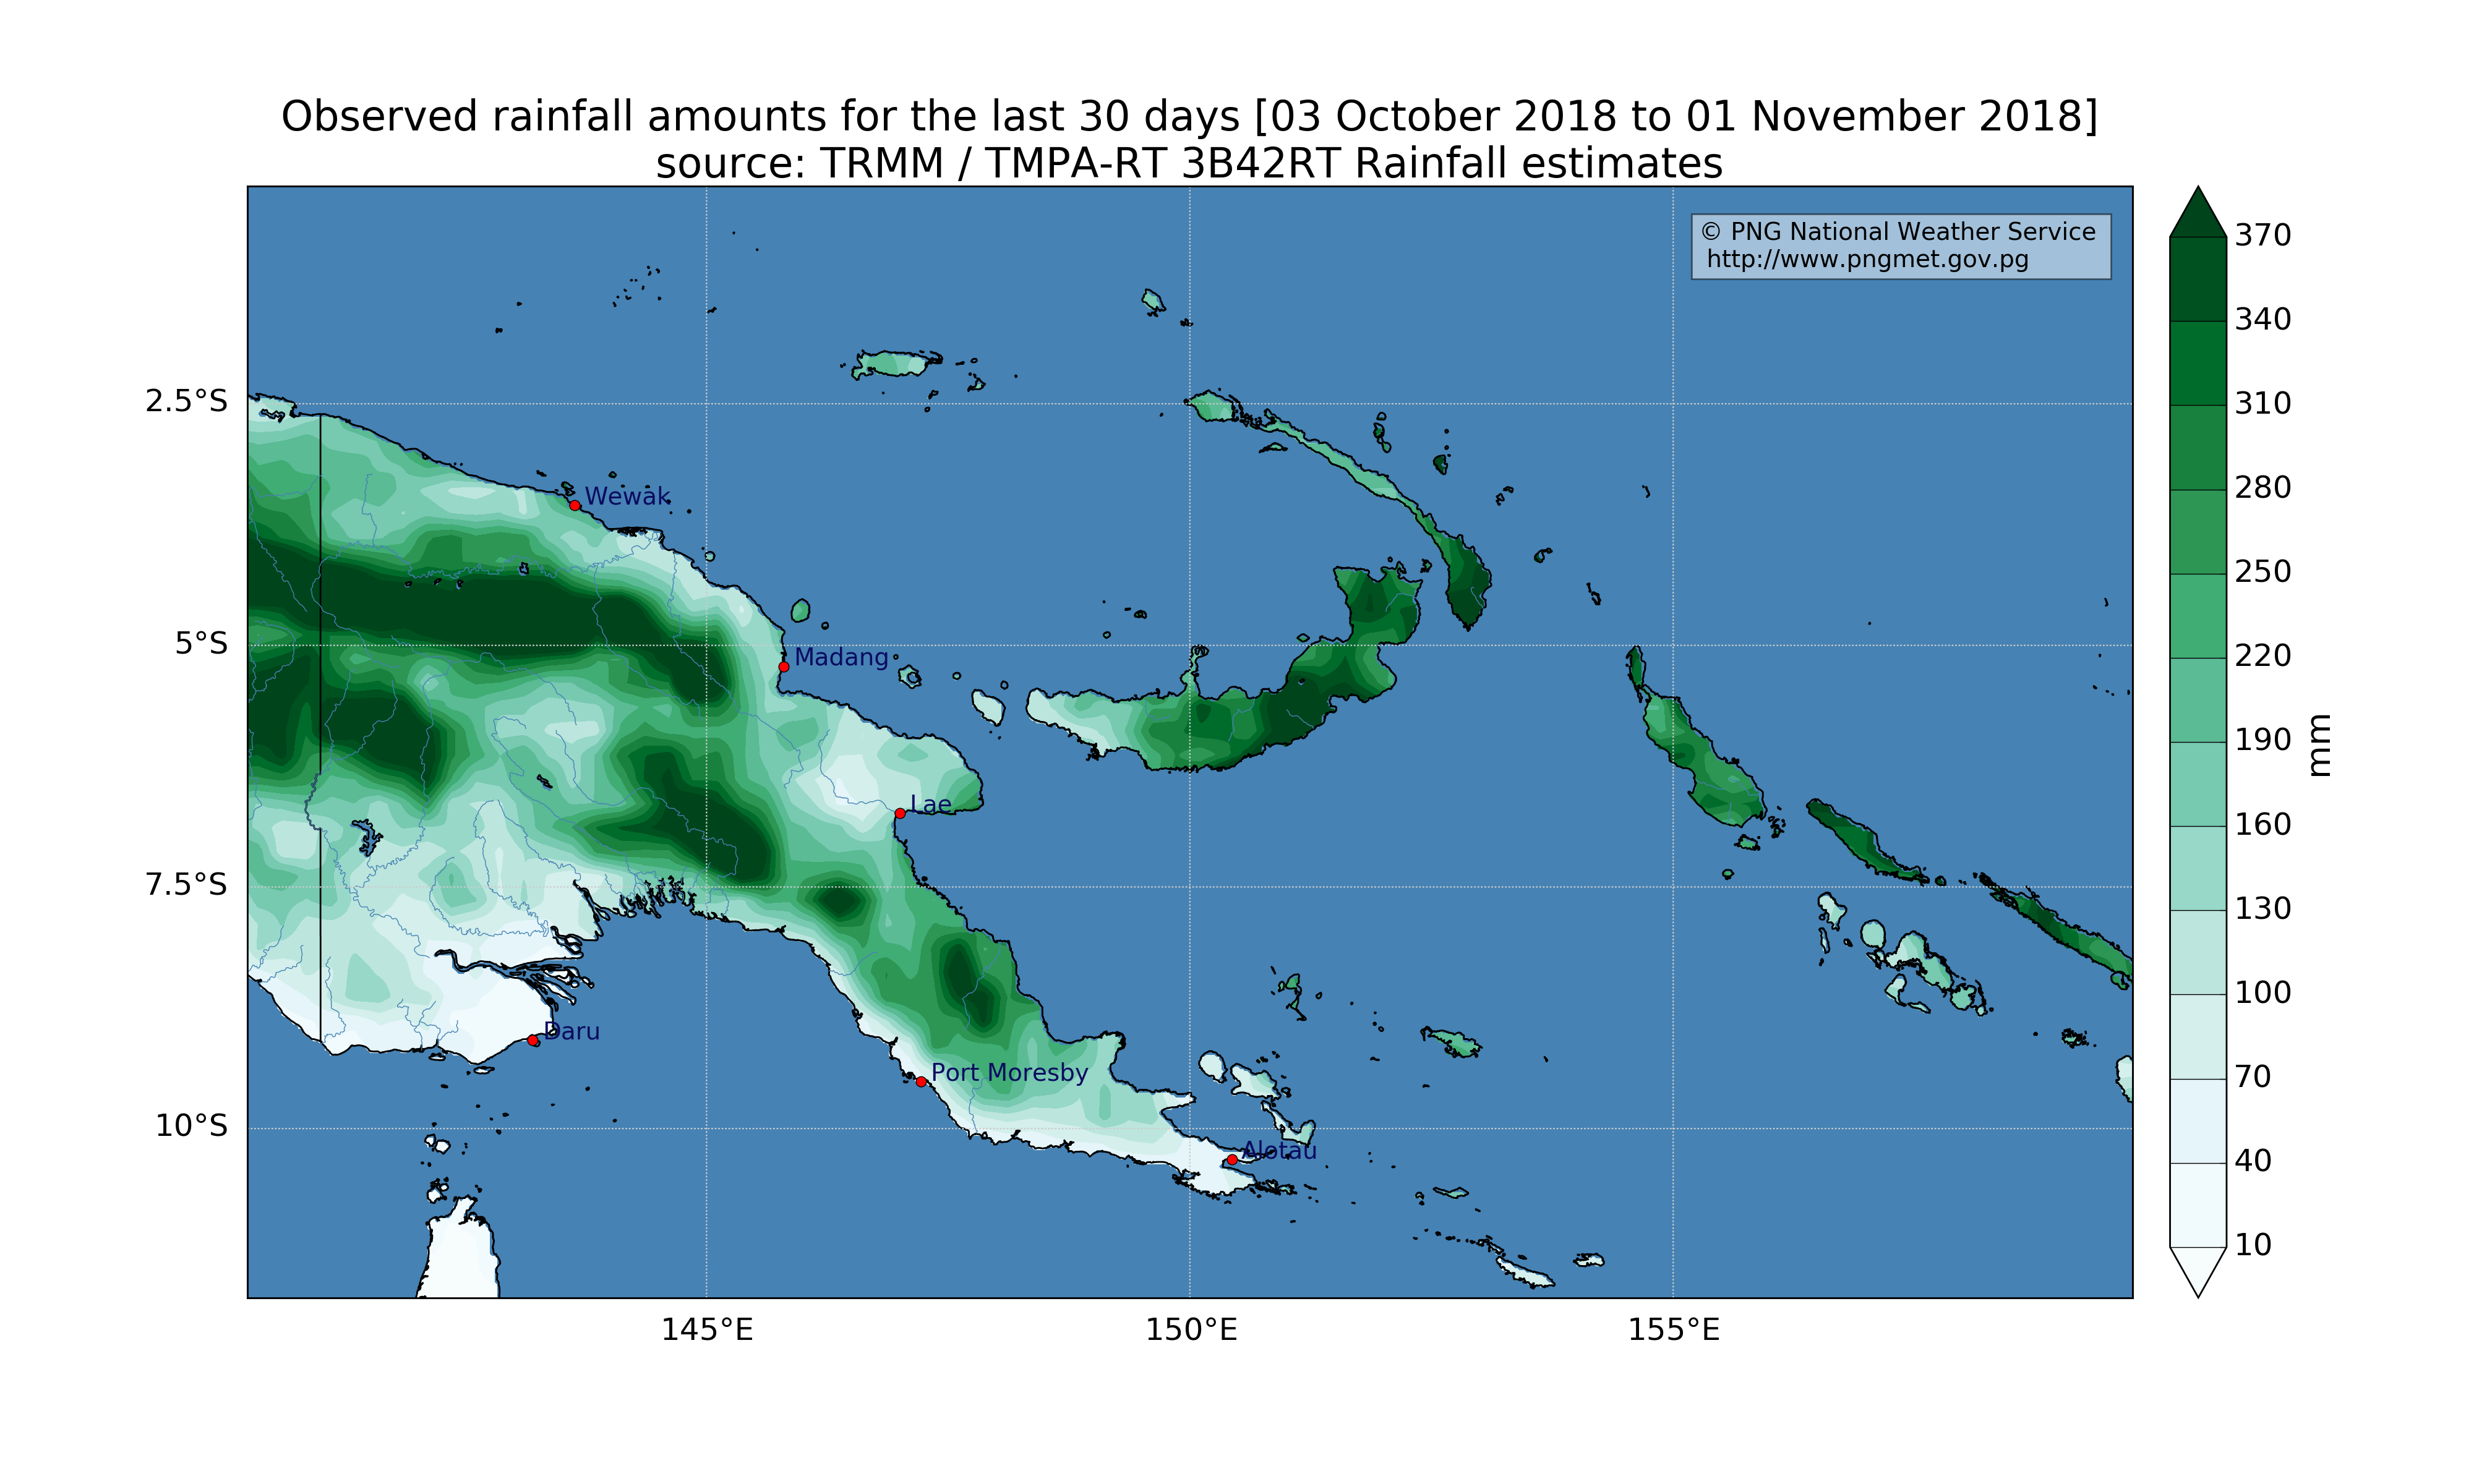 Observed rainfall amounts for the last 30 days [03 October 2018 to 01 November 2018]
source: TRMM / TMPA-RT 3B42RT Rainfall estimates
© PNG National Weather Service
http://www.pngmet.gov.pg
370
340
310
280
250
220
190
160
130
100
70
40
10
mm
2.5°S
5°S
7.5°S
10°S
Wewak
Madang
Lae
Daru
Port Moresby
Alotau
145°E
150°E
155°E